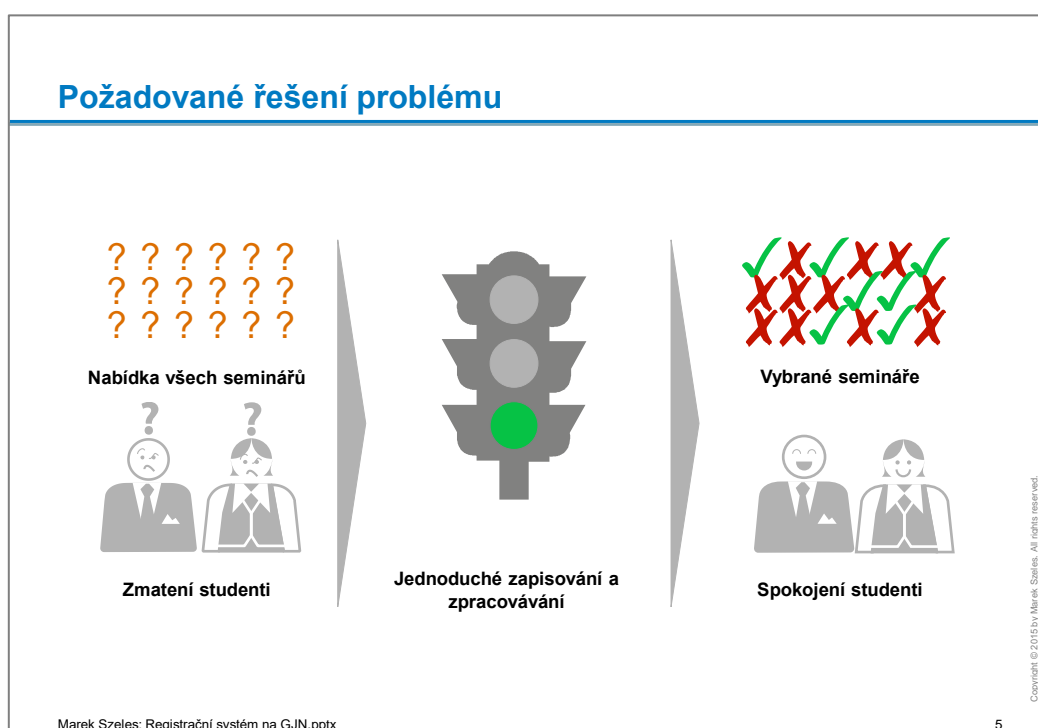 Požadované řešení problému
? ? ? ? ? ?
? ? ? ? ? ?
? ? ? ? ? ?
Nabídka všech seminářů
? ?
Zmatení studenti
Jednoduché zapisování a
zpracovávání
Vybrané semináře
Spokojení studenti
Copyright © 2015 by Marek Szeles. All rights reserved.
Marek Szeles: Registrační systém na GJN.pptx
5